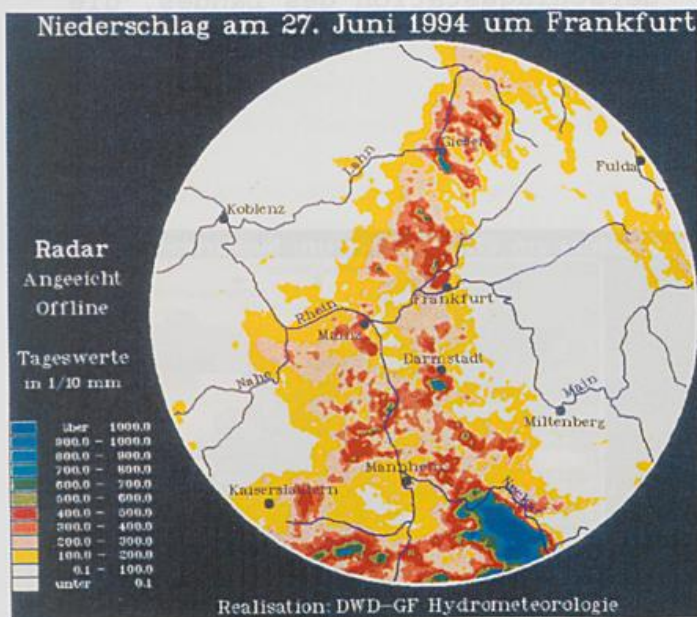 Niederschlag am 27. Juni 1994 um Frankfurt
Lahn
Fulda
Koblenz
Radar
Angeeicht
Offline
Frankfurt
Rhein
Mainz
Tageswerte
in 1/10 mm
Darmstadt
Nahe
Main
Miltenberg
über 1000.0
900.0 - 1000.0
800.0 - 900.0
700.0 - 800.0
600.0 - 700.0
500.0 - 600.0
400.0 - 500.0
300.0 - 400.0
200.0 - 300.0
100.0 - 200.0
0.1 - 100.0
unter 0.1
Mannheim
Kaiserslautern
Realisation: DWD-GF Hydrometeorologie